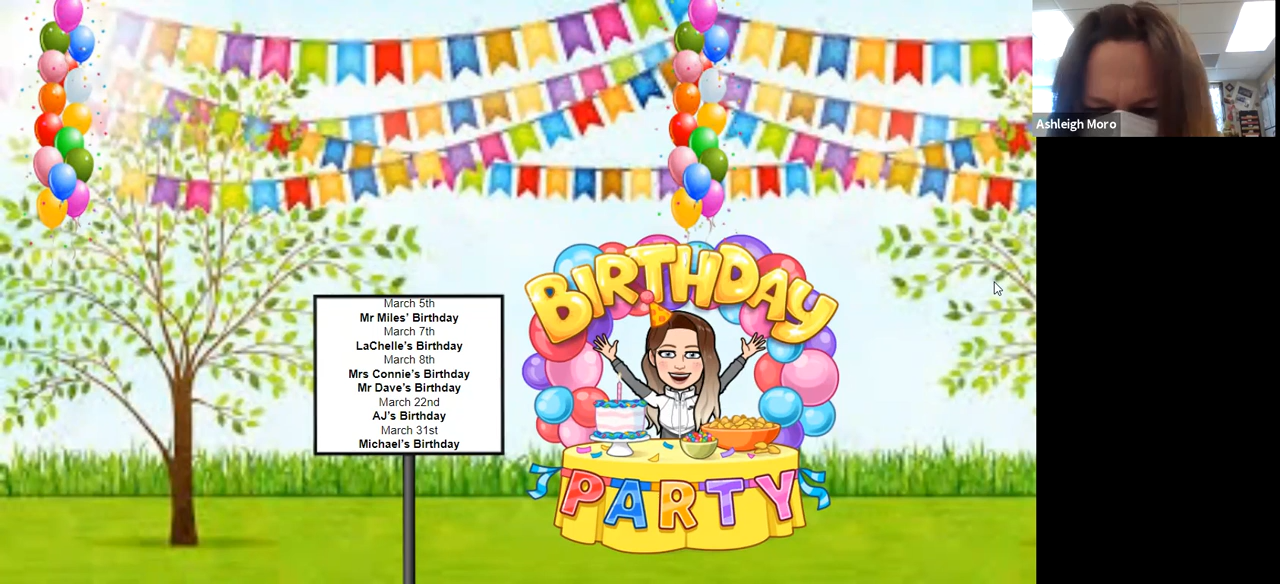 Ashleigh Moro
BIRTHDAY
March 5th
Mr Miles' Birthday
March 7th
LaChelle's Birthday
March 8th
Mrs Connie's Birthday
Mr Dave's Birthday
March 22nd
AJ's Birthday
March 31st
Michael's Birthday
PARTY